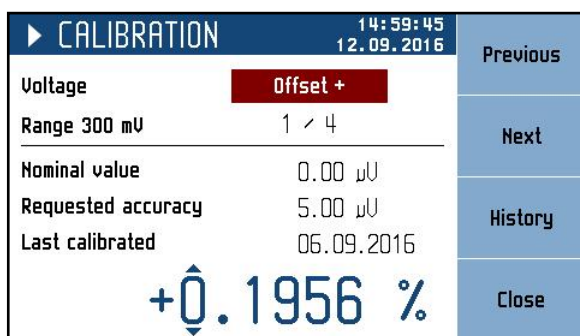 ▶ CALIBRATION 14:59:45
12.09.2016
Voltage Offset +
Range 300 mV 1 / 4
Nominal value 0.00 µV
Requested accuracy 5.00 µV
Last calibrated 06.09.2016
+0.1956 %
Previous
Next
History
Close